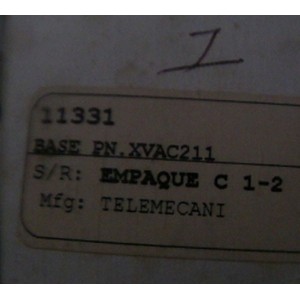 1
11331
BASE PN.XVAC211
S/R: EMPAQUE C 1-2
Mfg: TELEMECANI